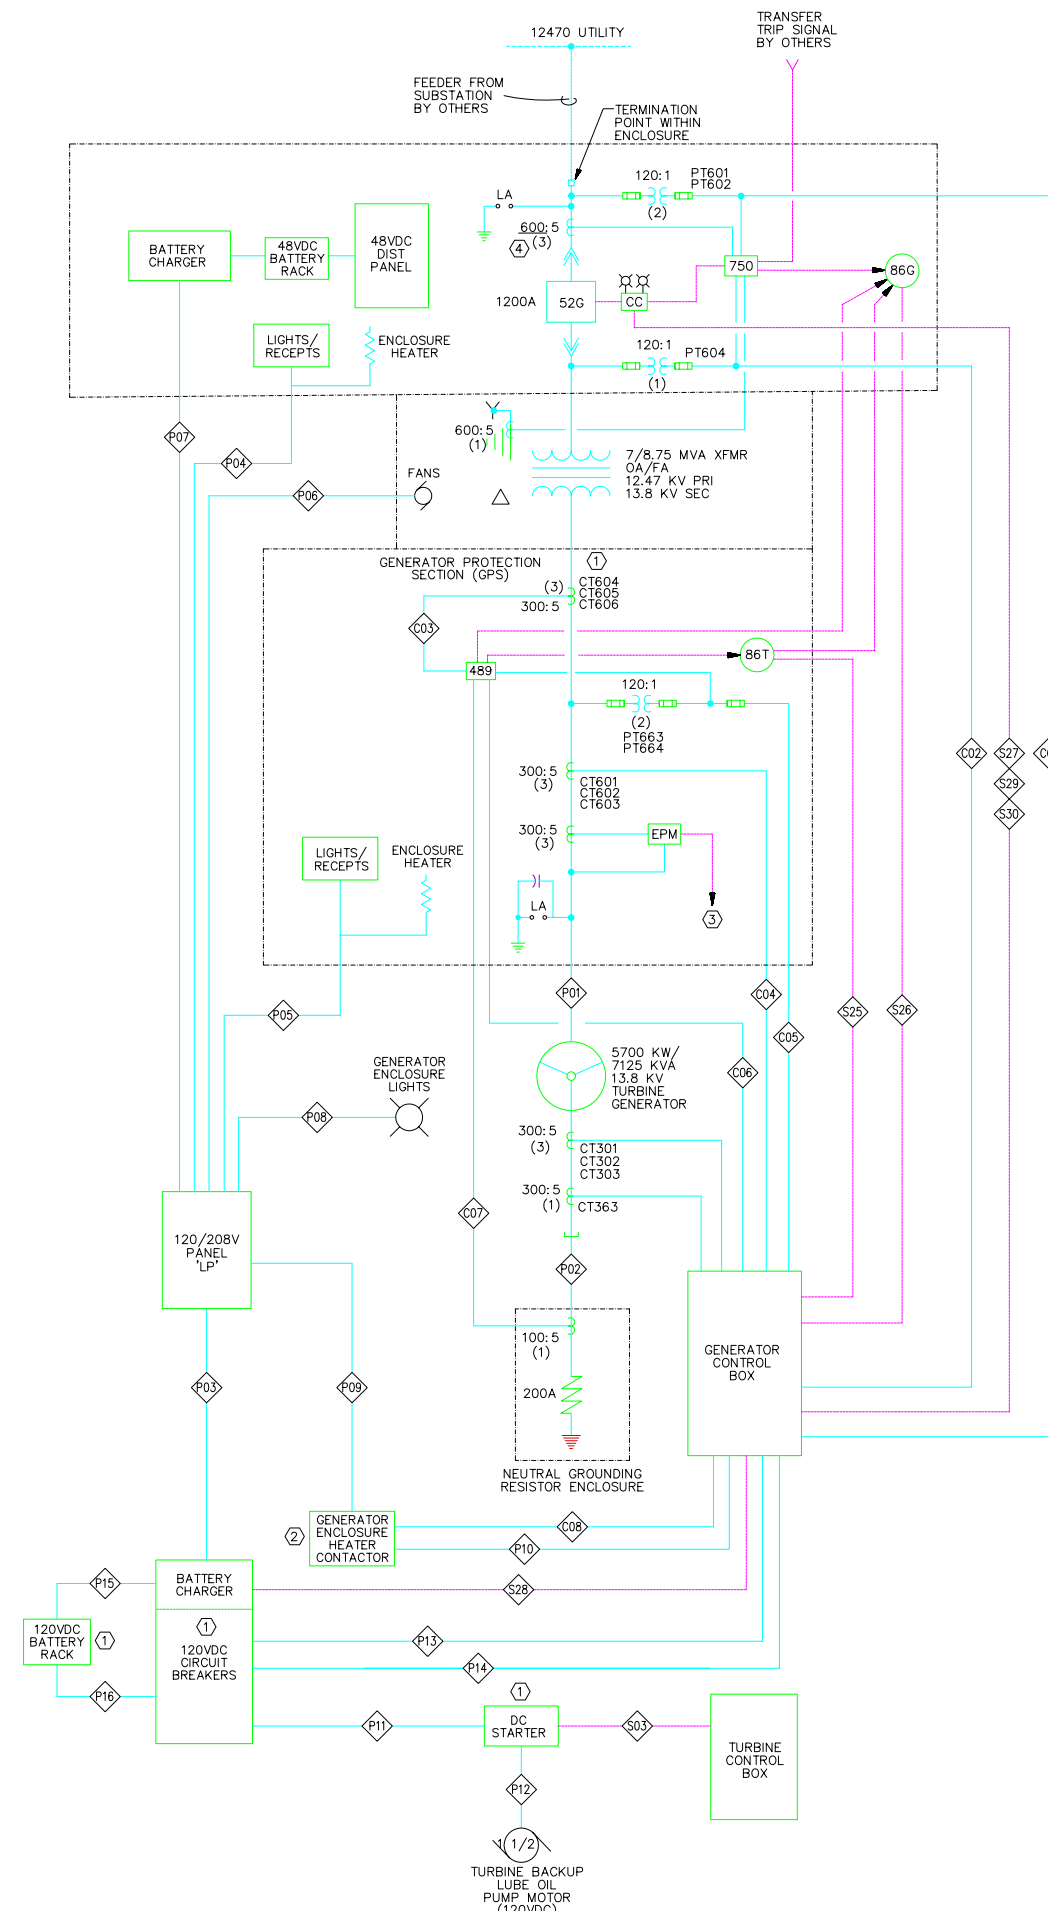 12470 UTILITY
TRANSFER
TRIP SIGNAL
BY OTHERS
FEEDER FROM
SUBSTATION
BY OTHERS
TERMINATION
POINT WITHIN
ENCLOSURE
LA
120:1
(2)
PT601
PT602
600:5
(3)
4
BATTERY
CHARGER
48VDC
BATTERY
RACK
48VDC
DIST
PANEL
750
86G
1200A
52G
CC
LIGHTS/
RECEPTS
ENCLOSURE
HEATER
120:1
(1)
PT604
P07
P04
P06
FANS
600:5
(1)
7/8.75 MVA XFMR
OA/FA
12.47 KV PRI
13.8 KV SEC
GENERATOR PROTECTION
SECTION (GPS)
1
(3)
300:5
CT604
CT605
CT606
C03
489
86T
120:1
(2)
PT663
PT664
C02
S27
S29
S30
300:5
(3)
CT601
CT602
CT603
300:5
(3)
EPM
3
LIGHTS/
RECEPTS
ENCLOSURE
HEATER
LA
P01
C04
C05
C06
S25
S26
P05
GENERATOR
ENCLOSURE
LIGHTS
P08
5700 KW/
7125 KVA
13.8 KV
TURBINE
GENERATOR
300:5
(3)
CT301
CT302
CT303
300:5
(1)
CT363
C07
P02
120/208V
PANEL
'LP'
P03
P09
100:5
(1)
200A
NEUTRAL GROUNDING
RESISTOR ENCLOSURE
GENERATOR
CONTROL
BOX
2
GENERATOR
ENCLOSURE
HEATER
CONTACTOR
C08
P10
BATTERY
CHARGER
S28
P15
120VDC
BATTERY
RACK
1
1
120VDC
CIRCUIT
BREAKERS
P13
P14
P16
P11
1
DC
STARTER
S03
TURBINE
CONTROL
BOX
P12
1 1/2
TURBINE BACKUP
LUBE OIL
PUMP MOTOR
(120VDC)